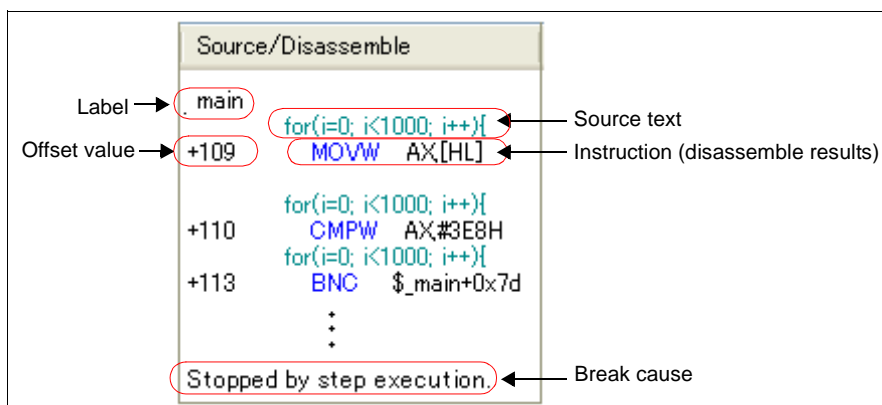 Source/Disassemble
Label
_main
for(i=0; i<1000; i++){
Source text
Offset value
+109 MOVW AX,[HL]
Instruction (disassemble results)
for(i=0; i<1000; i++){
+110 CMPW AX,#3E8H
for(i=0; i<1000; i++){
+113 BNC $_main+0x7d
Stopped by step execution.
Break cause